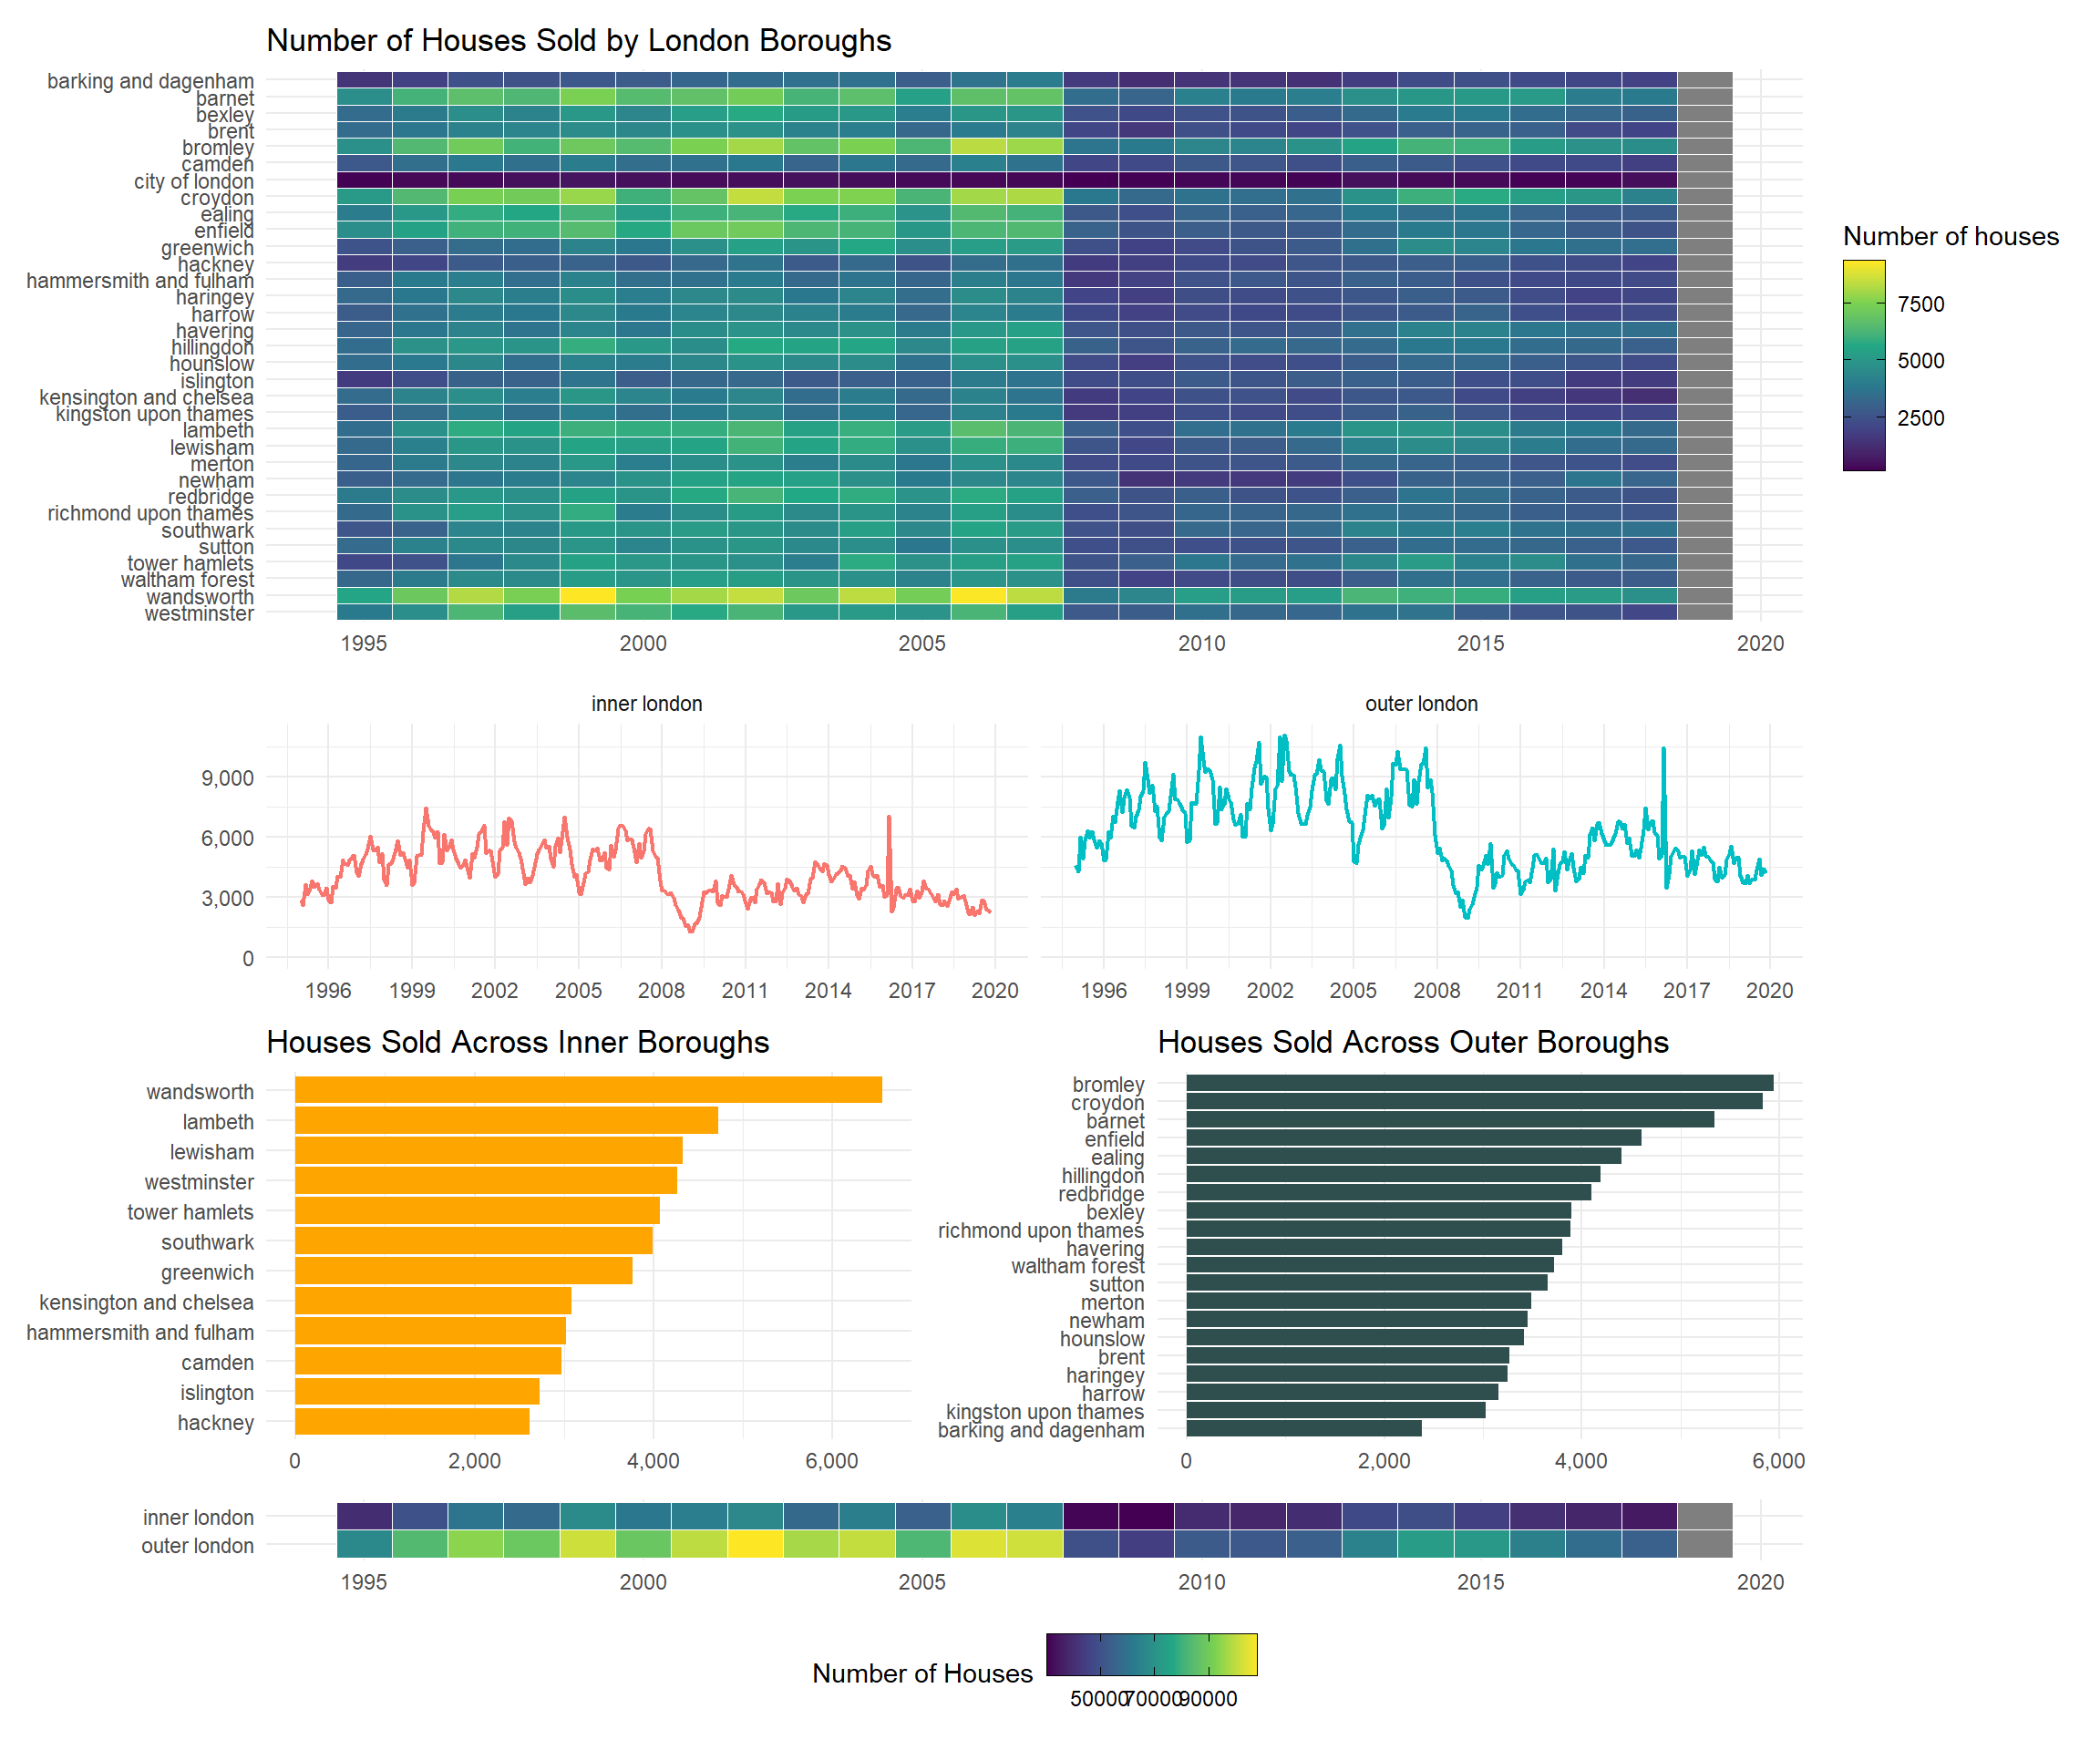 Number of Houses Sold by London Boroughs
barking and dagenham
barnet
bexley
brent
bromley
camden
city of london
croydon
ealing
enfield
greenwich
hackney
hammersmith and fulham
haringey
harrow
havering
hillingdon
hounslow
islington
kensington and chelsea
kingston upon thames
lambeth
lewisham
merton
newham
redbridge
richmond upon thames
southwark
sutton
tower hamlets
waltham forest
wandsworth
westminster
1995 2000 2005 2010 2015 2020
Number of houses
7500
5000
2500
inner london
outer london
9,000
6,000
3,000
0
1996 1999 2002 2005 2008 2011 2014 2017 2020
1996 1999 2002 2005 2008 2011 2014 2017 2020
Houses Sold Across Inner Boroughs
wandsworth
lambeth
lewisham
westminster
tower hamlets
southwark
greenwich
kensington and chelsea
hammersmith and fulham
camden
islington
hackney
0 2,000 4,000 6,000
Houses Sold Across Outer Boroughs
bromley
croydon
barnet
enfield
ealing
hillingdon
redbridge
bexley
richmond upon thames
havering
waltham forest
sutton
merton
newham
hounslow
brent
haringey
harrow
kingston upon thames
barking and dagenham
0 2,000 4,000 6,000
inner london
outer london
1995 2000 2005 2010 2015 2020
Number of Houses
50000 70000 90000